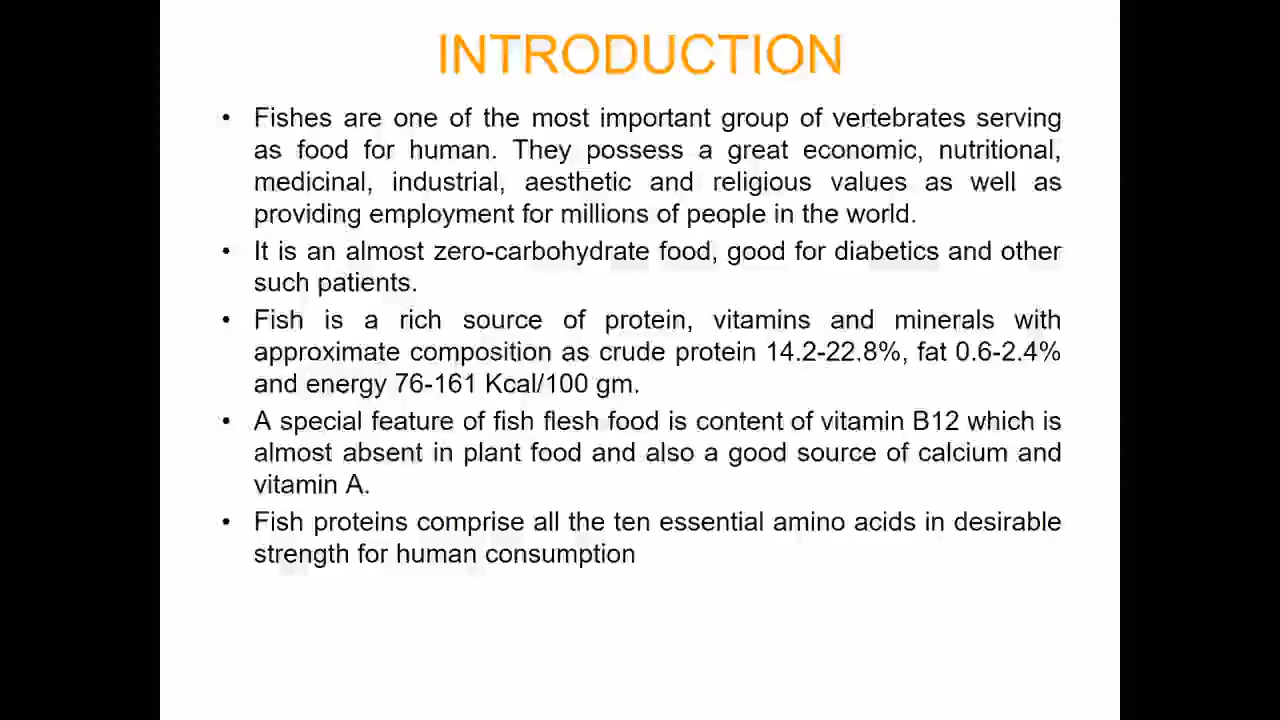 INTRODUCTION
• Fishes are one of the most important group of vertebrates serving
as food for human. They possess a great economic, nutritional,
medicinal, industrial, aesthetic and religious values as well as
providing employment for millions of people in the world.
• It is an almost zero-carbohydrate food, good for diabetics and other
such patients.
• Fish is a rich source of protein, vitamins and minerals with
approximate composition as crude protein 14.2-22.8%, fat 0.6-2.4%
and energy 76-161 Kcal/100 gm.
• A special feature of fish flesh food is content of vitamin B12 which is
almost absent in plant food and also a good source of calcium and
vitamin A.
• Fish proteins comprise all the ten essential amino acids in desirable
strength for human consumption